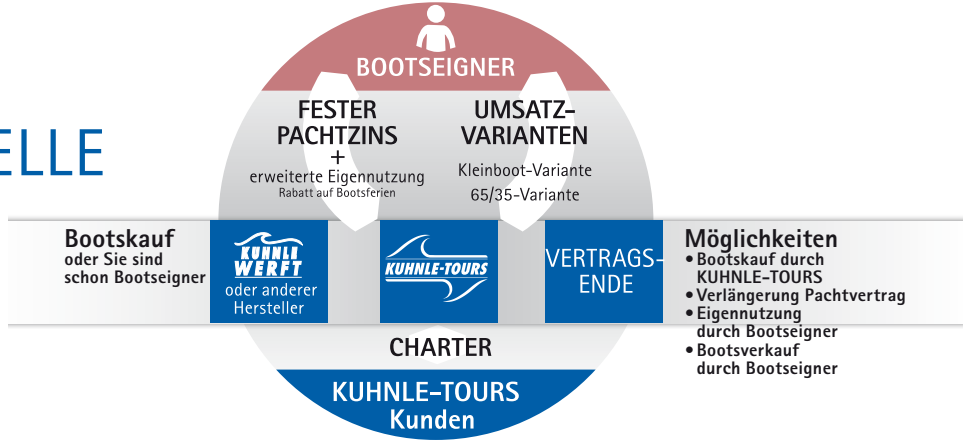 BOOTSEIGNER
FESTER
PACHTZINS
+
erweiterte Eigennutzung
Rabatt auf Bootsferien
UMSATZ-
VARIANTEN
Kleinboot-Variante
65/35-Variante
ELLE
Bootskauf
oder Sie sind
schon Bootseigner
KUHNLE
WERFT
oder anderer
Hersteller
KUHNLE-TOURS
VERTRAGS-
ENDE
Möglichkeiten
• Bootskauf durch
KUHNLE-TOURS
• Verlängerung Pachtvertrag
• Eigennutzung
durch Bootseigner
• Bootsverkauf
durch Bootseigner
CHARTER
KUHNLE-TOURS
Kunden